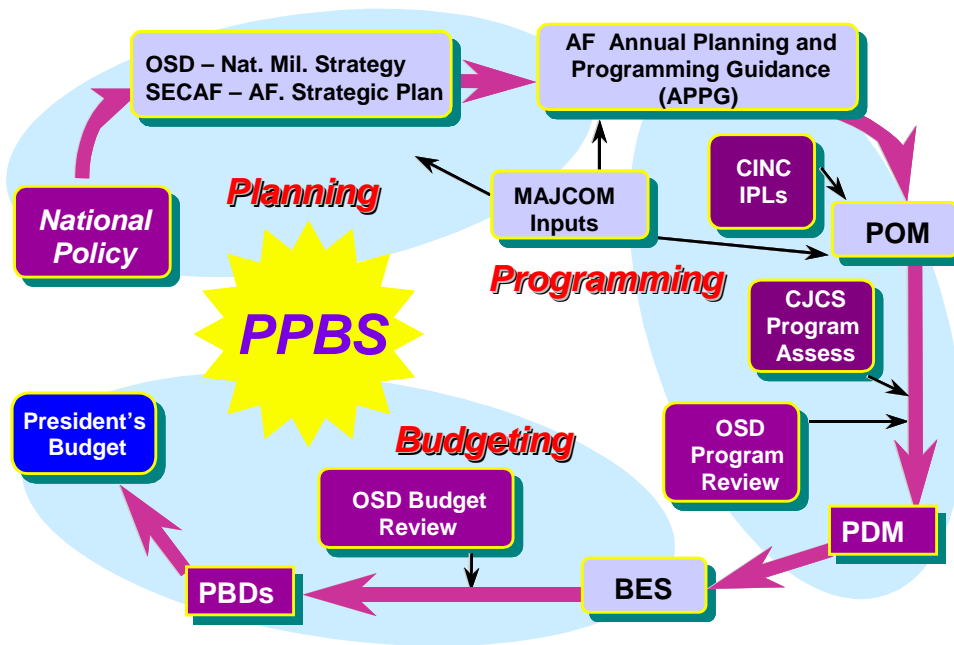 OSD – Nat. Mil. Strategy
SECAF – AF. Strategic Plan
AF Annual Planning and
Programming Guidance
(APPG)
National
Policy
Planning
MAJCOM
Inputs
CINC
IPLs
POM
Programming
PPBS
CJCS
Program
Assess
President's
Budget
Budgeting
OSD
Program
Review
OSD Budget
Review
PDM
PBDs
BES